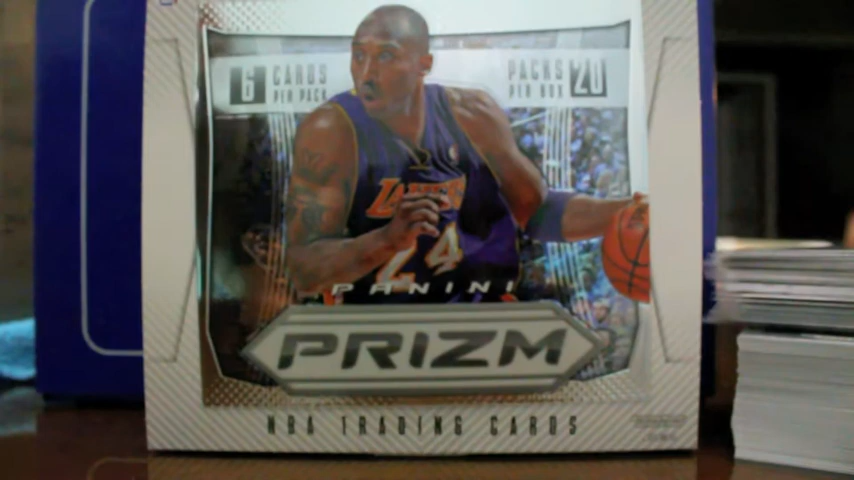 6 CARDS PER PACK
PACKS PER BOX 20
LAKERS
24
PANINI
PRIZM
NBA TRADING CARDS